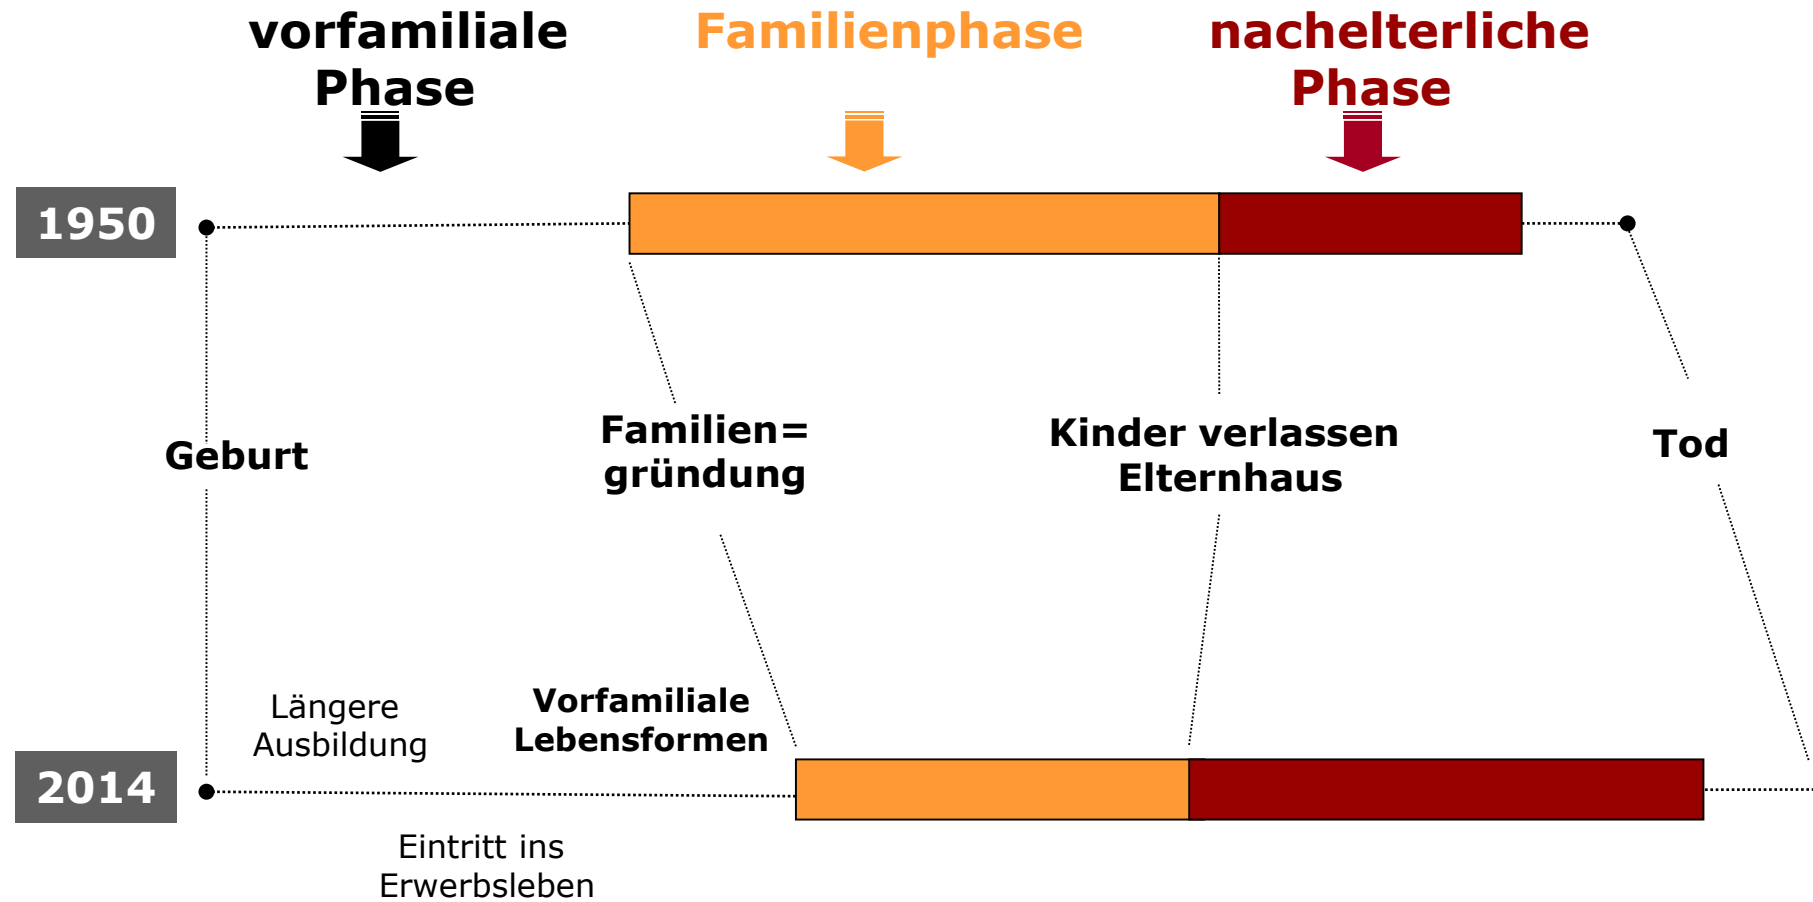 vorfamiliale
Phase
Familienphase
nachelterliche
Phase
1950
Geburt
Familien=
gründung
Kinder verlassen
Elternhaus
Tod
Längere
Ausbildung
Vorfamiliale
Lebensformen
2014
Eintritt ins
Erwerbsleben